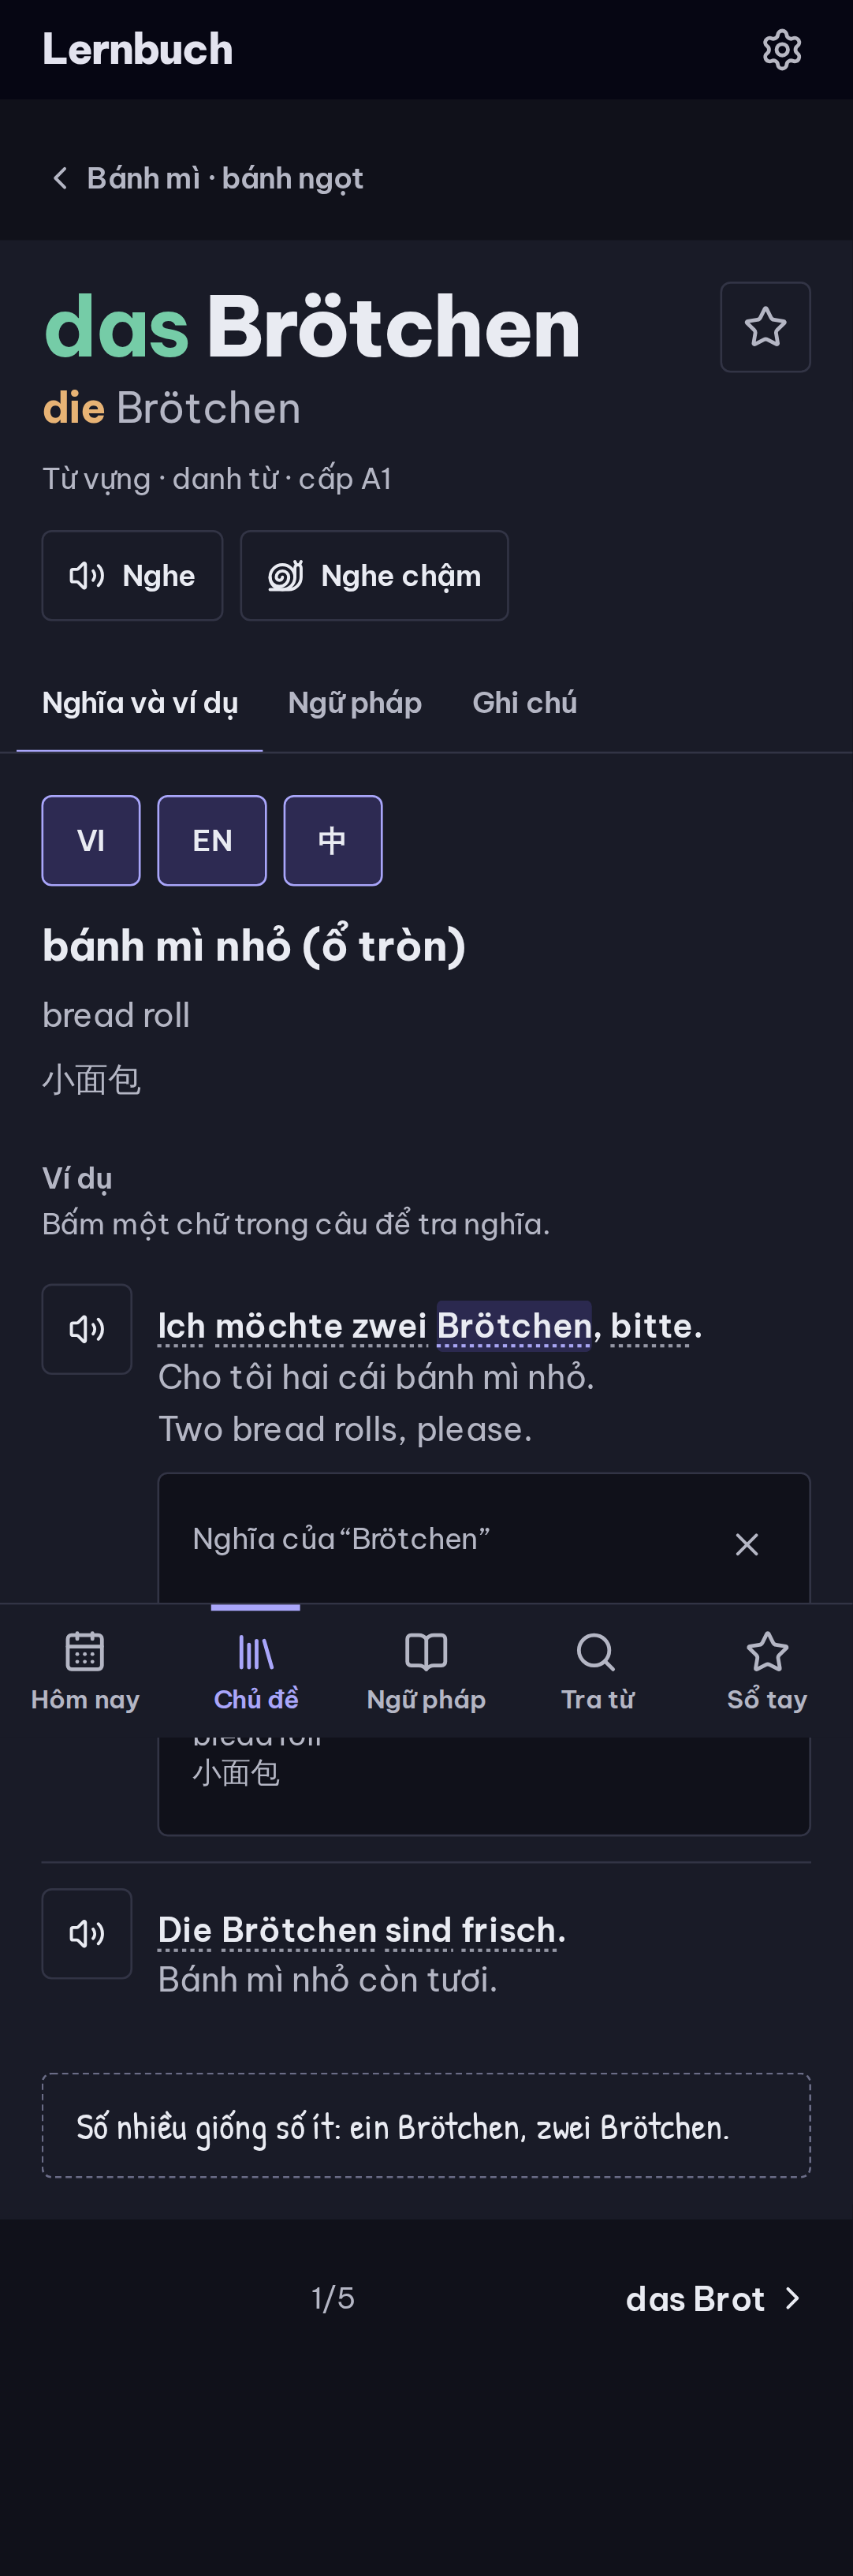 Lernbuch
Bánh mì · bánh ngọt
das Brötchen
die Brötchen
Từ vựng · danh từ · cấp A1
Nghe
Nghe chậm
Nghĩa và ví dụ
Ngữ pháp
Ghi chú
VI
EN
中
bánh mì nhỏ (ổ tròn)
bread roll
小面包
Ví dụ
Bấm một chữ trong câu để tra nghĩa.
Ich möchte zwei Brötchen, bitte.
Cho tôi hai cái bánh mì nhỏ.
Two bread rolls, please.
Nghĩa của “Brötchen”
Hôm nay
Chủ đề
Ngữ pháp
Tra từ
Sổ tay
bread roll
小面包
Die Brötchen sind frisch.
Bánh mì nhỏ còn tươi.
Số nhiều giống số ít: ein Brötchen, zwei Brötchen.
1/5
das Brot